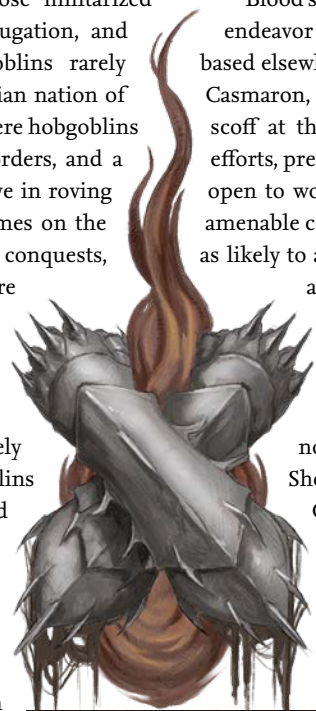 ose militarized
ugation, and
blins rarely
ian nation of
ere hobgoblins
orders, and a
ve in roving
mes on the
conquests,
re
ely
lins
d
n
Blood's
endeavor
based elsewh
Casmaron,
scoff at th
efforts, pre
open to wo
amenable c
as likely to a
a
no
She